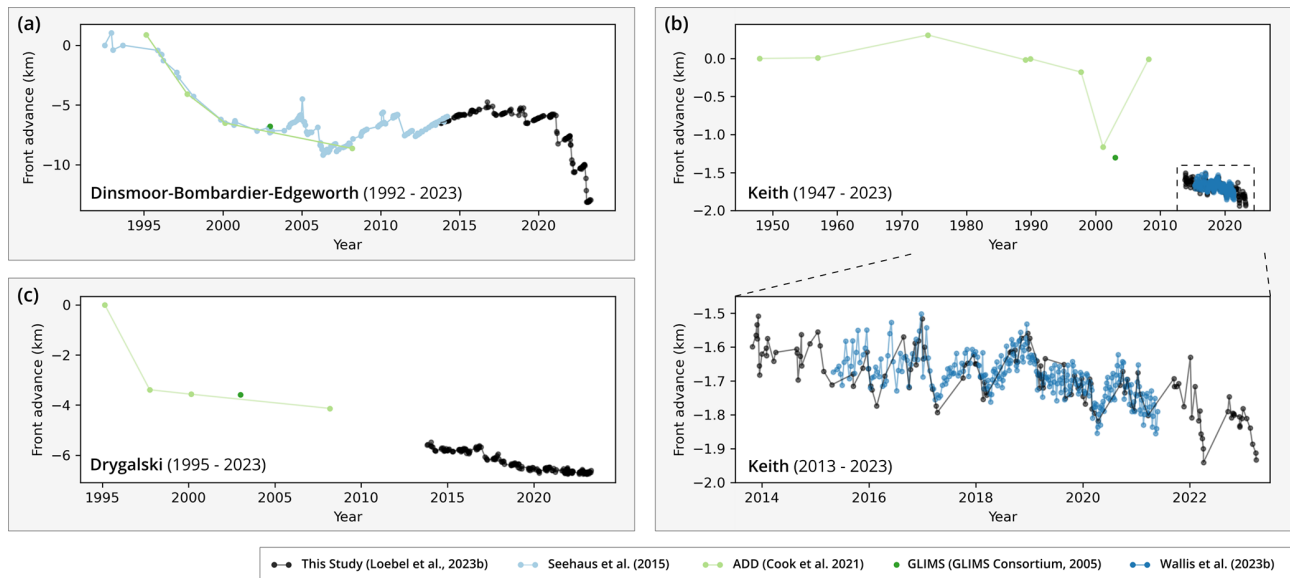 (a)
0
−5
−10
Front advance (km)
Dinsmoor-Bombardier-Edgeworth (1992 - 2023)
1995 2000 2005 2010 2015 2020
Year
(b)
0.0
−0.5
−1.0
−1.5
−2.0
Front advance (km)
Keith (1947 - 2023)
1950 1960 1970 1980 1990 2000 2010 2020
Year
−1.5
−1.6
−1.7
−1.8
−1.9
−2.0
Front advance (km)
Keith (2013 - 2023)
2014 2016 2018 2020 2022
Year
(c)
0
−2
−4
−6
Front advance (km)
Drygalski (1995 - 2023)
1995 2000 2005 2010 2015 2020
Year
This Study (Loebel et al., 2023b) Seehaus et al. (2015) ADD (Cook et al. 2021) GLIMS (GLIMS Consortium, 2005) Wallis et al. (2023b)